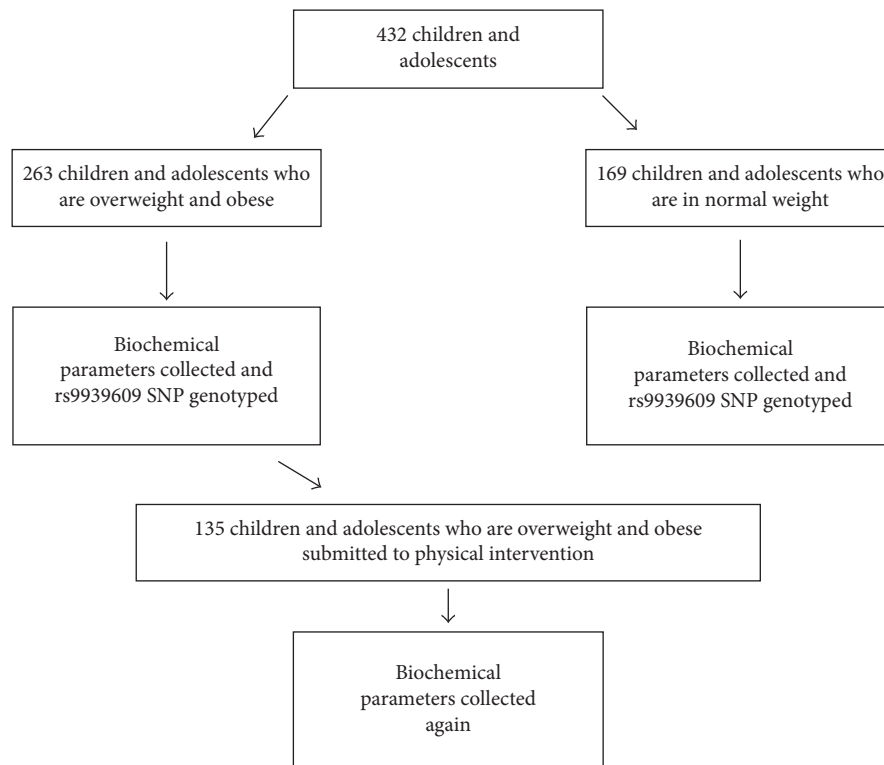 432 children and
adolescents
263 children and adolescents who
are overweight and obese
169 children and adolescents who
are in normal weight
Biochemical
parameters collected and
rs9939609 SNP genotyped
Biochemical
parameters collected and
rs9939609 SNP genotyped
135 children and adolescents who are overweight and obese
submitted to physical intervention
Biochemical
parameters collected
again